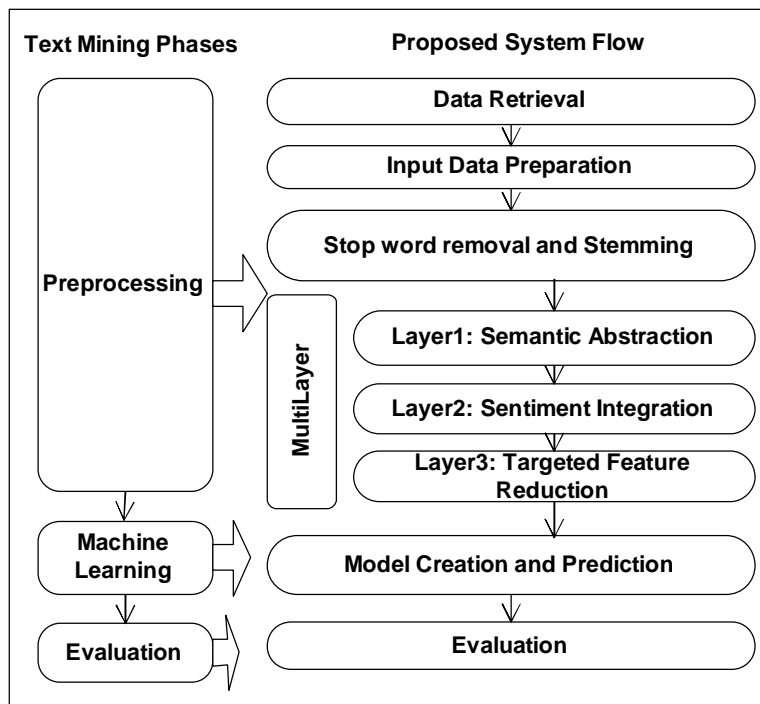 Text Mining Phases
Proposed System Flow
Preprocessing
Machine
Learning
Evaluation
Data Retrieval
Input Data Preparation
Stop word removal and Stemming
MultiLayer
Layer1: Semantic Abstraction
Layer2: Sentiment Integration
Layer3: Targeted Feature
Reduction
Model Creation and Prediction
Evaluation